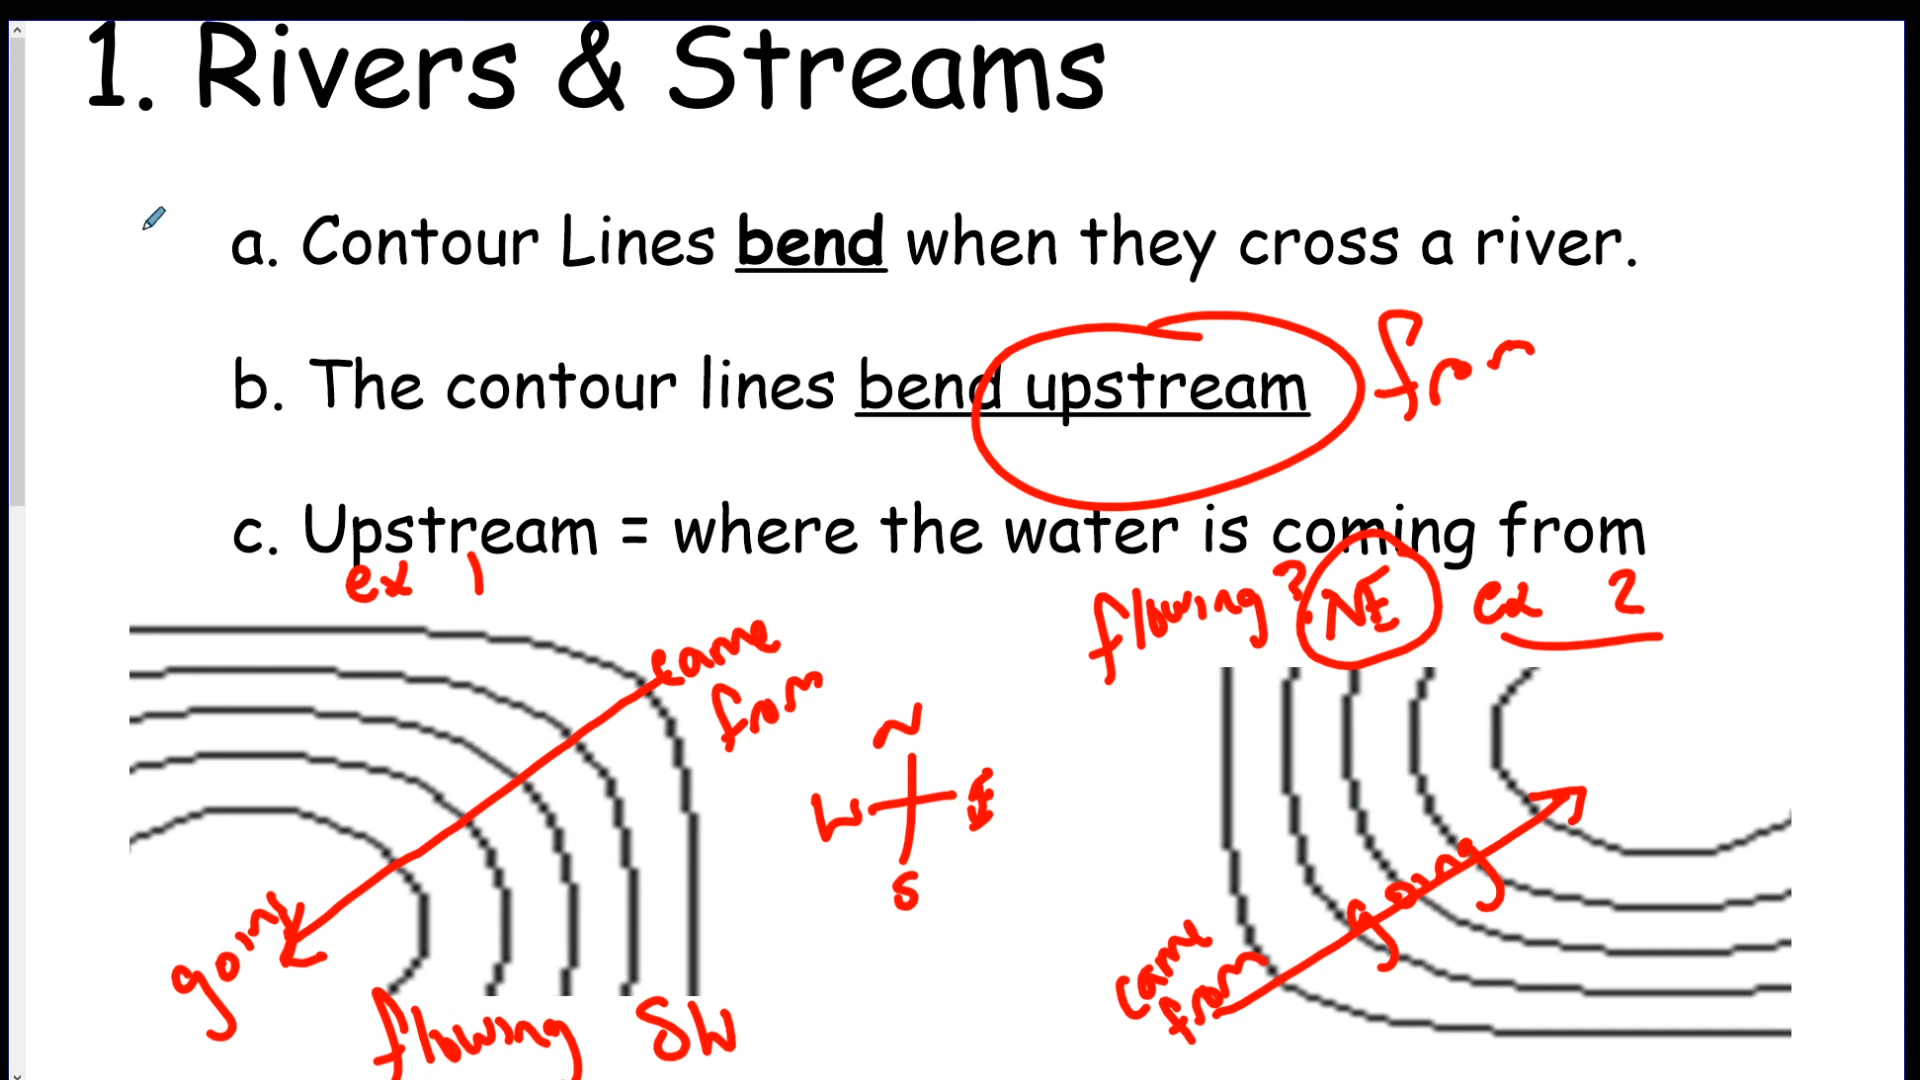 1. Rivers & Streams
a. Contour Lines bend when they cross a river.
b. The contour lines bend upstream
from
c. Upstream = where the water is coming from
ex 1
flowing? NE
ex 2
came
from
N
W
E
S
going
flowing SW
came
from
going